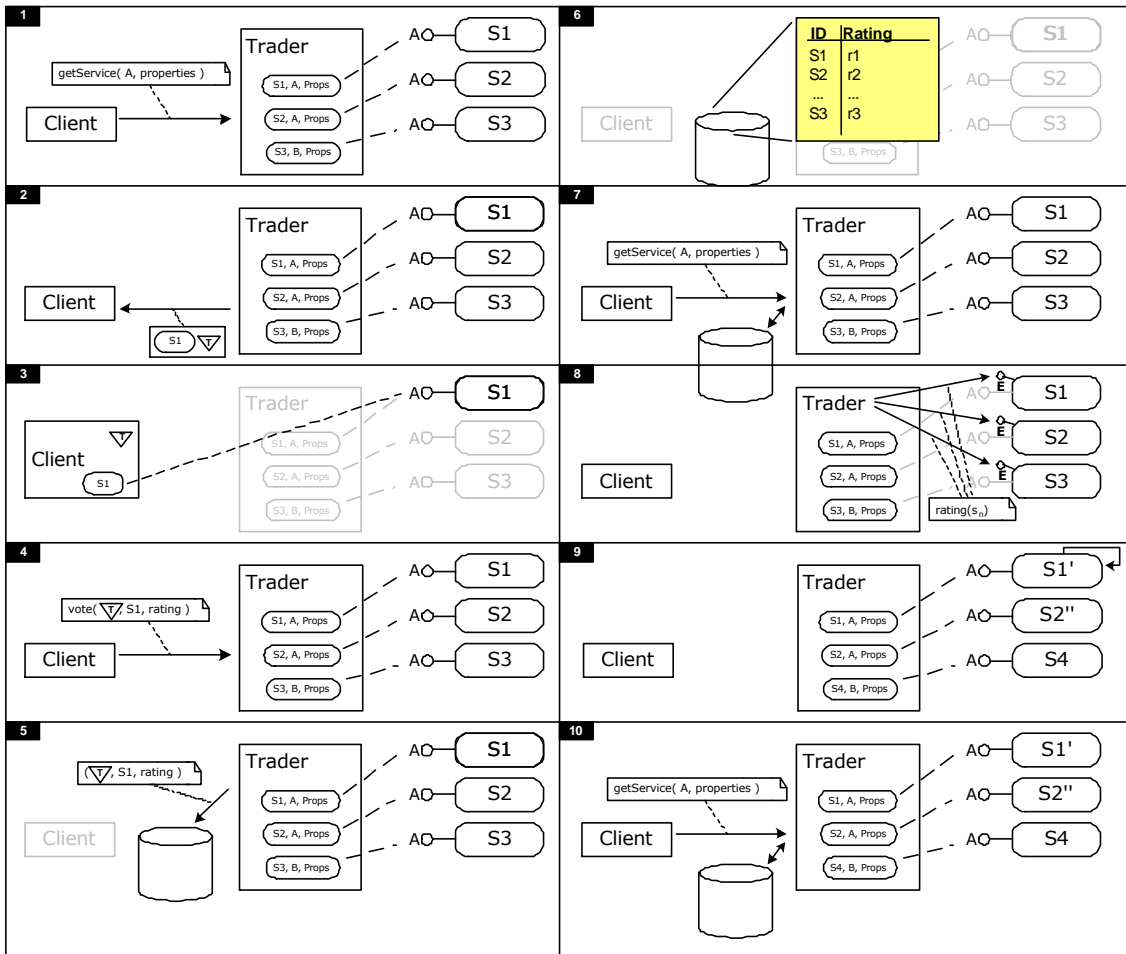 1
Trader
getService( A, properties )
Client
S1, A, Props
S2, A, Props
S3, B, Props
A
S1
A
S2
A
S3
2
Trader
Client
S1
T
S1, A, Props
S2, A, Props
S3, B, Props
A
S1
A
S2
A
S3
3
Trader
T
Client
S1
S1, A, Props
S2, A, Props
S3, B, Props
A
S1
A
S2
A
S3
4
Trader
vote( T, S1, rating )
Client
S1, A, Props
S2, A, Props
S3, B, Props
A
S1
A
S2
A
S3
5
Trader
( T, S1, rating )
Client
S1, A, Props
S2, A, Props
S3, B, Props
A
S1
A
S2
A
S3
6
ID Rating
S1 r1
S2 r2
... ...
S3 r3
Client
S3, B, Props
A
S1
A
S2
A
S3
7
Trader
getService( A, properties )
Client
S1, A, Props
S2, A, Props
S3, B, Props
A
S1
A
S2
A
S3
8
Trader
Client
S1, A, Props
S2, A, Props
S3, B, Props
E
A
S1
E
A
S2
E
A
S3
rating(sn)
9
Trader
Client
S1, A, Props
S2, A, Props
S4, B, Props
A
S1'
A
S2''
A
S4
10
Trader
getService( A, properties )
Client
S1, A, Props
S2, A, Props
S4, B, Props
A
S1'
A
S2''
A
S4